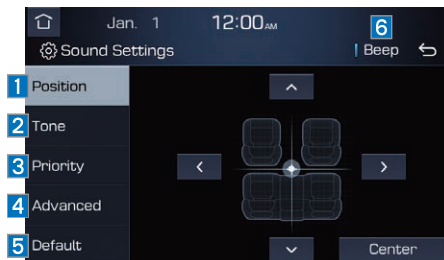 Jan. 1 12:00AM
6
Sound Settings Beep
1 Position
2 Tone
3 Priority
4 Advanced
5 Default
Center